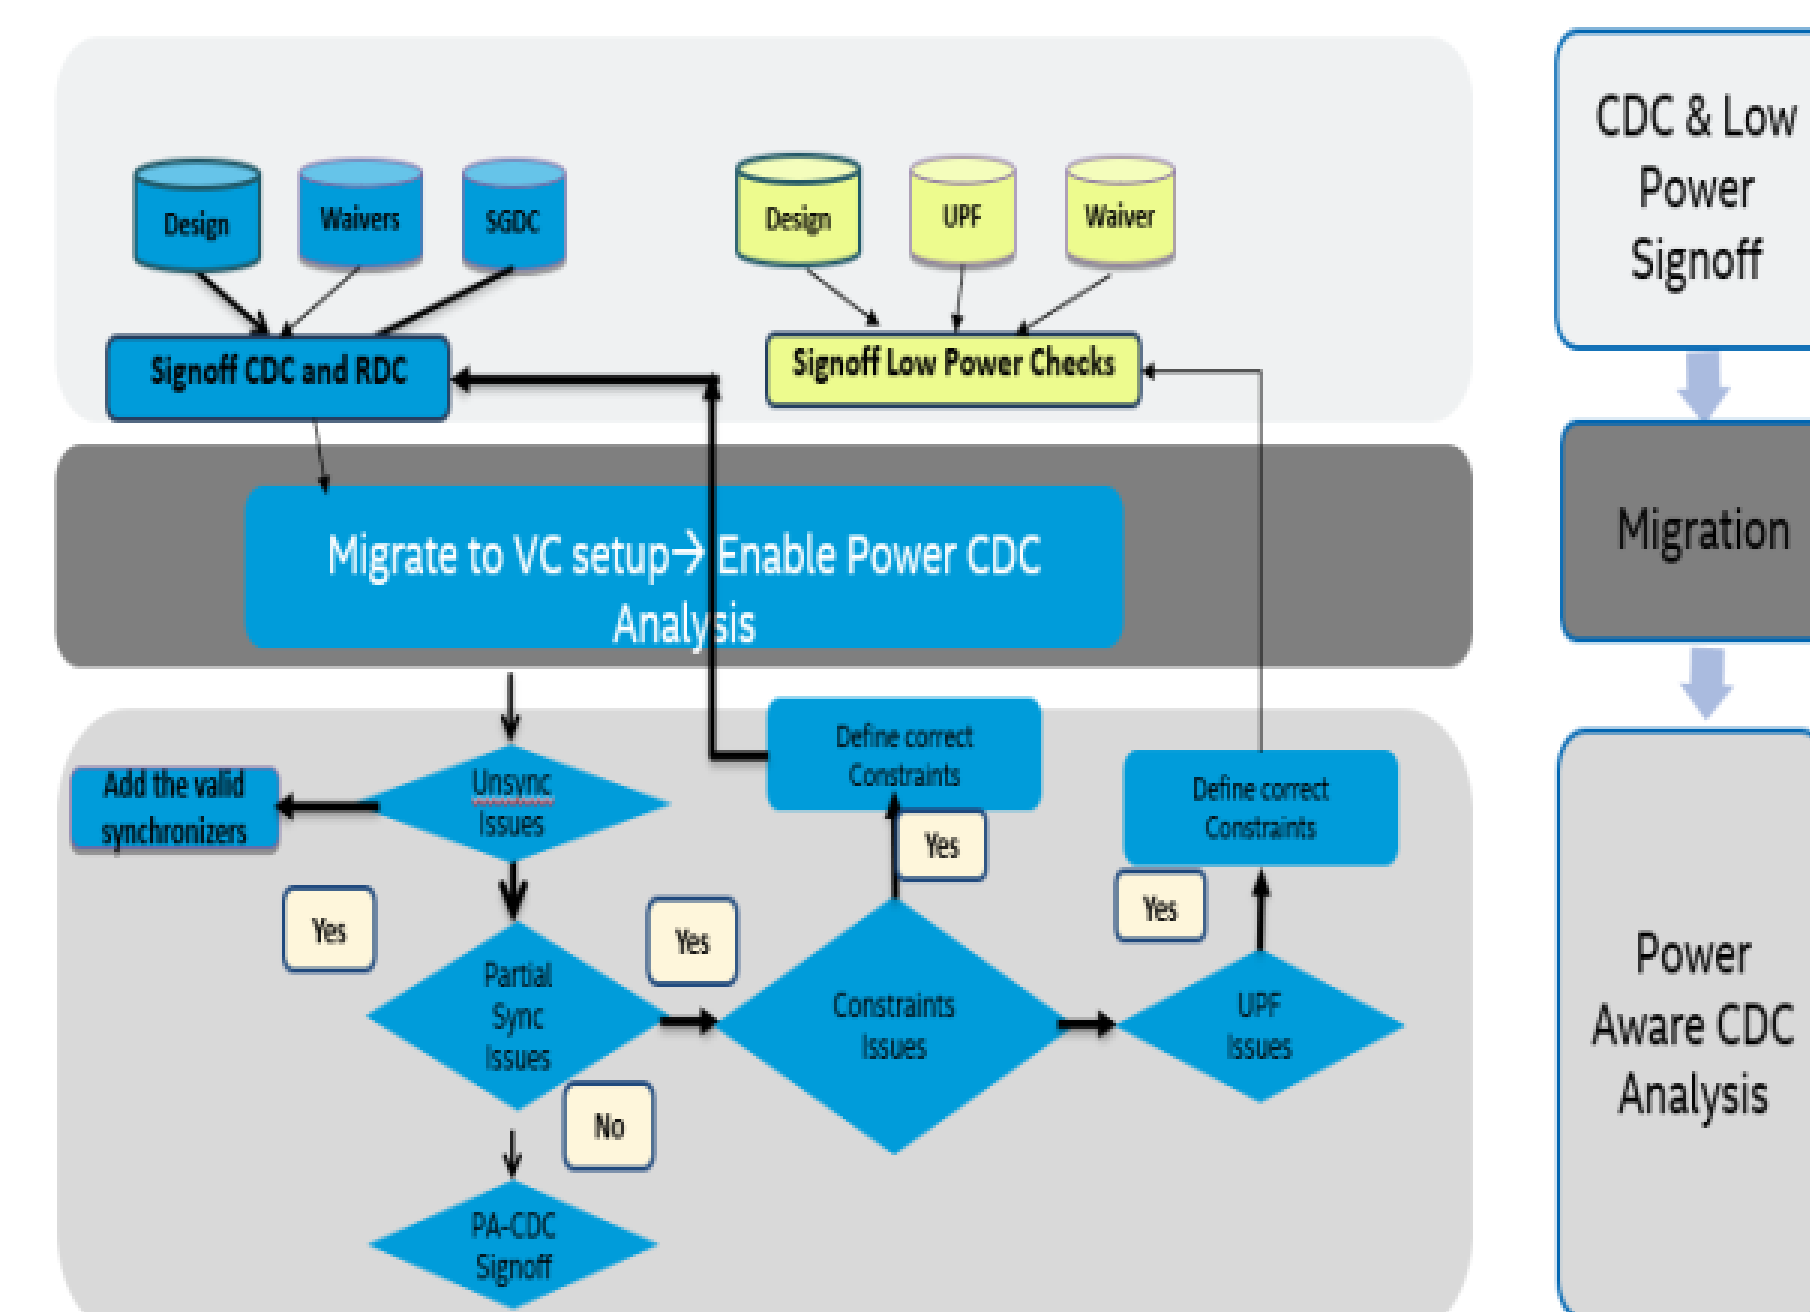 Design
Waivers
SGDC
Design
UPF
Waiver
Signoff CDC and RDC
Signoff Low Power Checks
Migrate to VC setup→ Enable Power CDC
Analysis
Unsync
Issues
Add the valid
synchronizers
Define correct
Constraints
Define correct
Constraints
Yes
Yes
Yes
Yes
Partial
Sync
Issues
Constraints
Issues
UPF
Issues
No
PA-CDC
Signoff
CDC & Low
Power
Signoff
Migration
Power
Aware CDC
Analysis